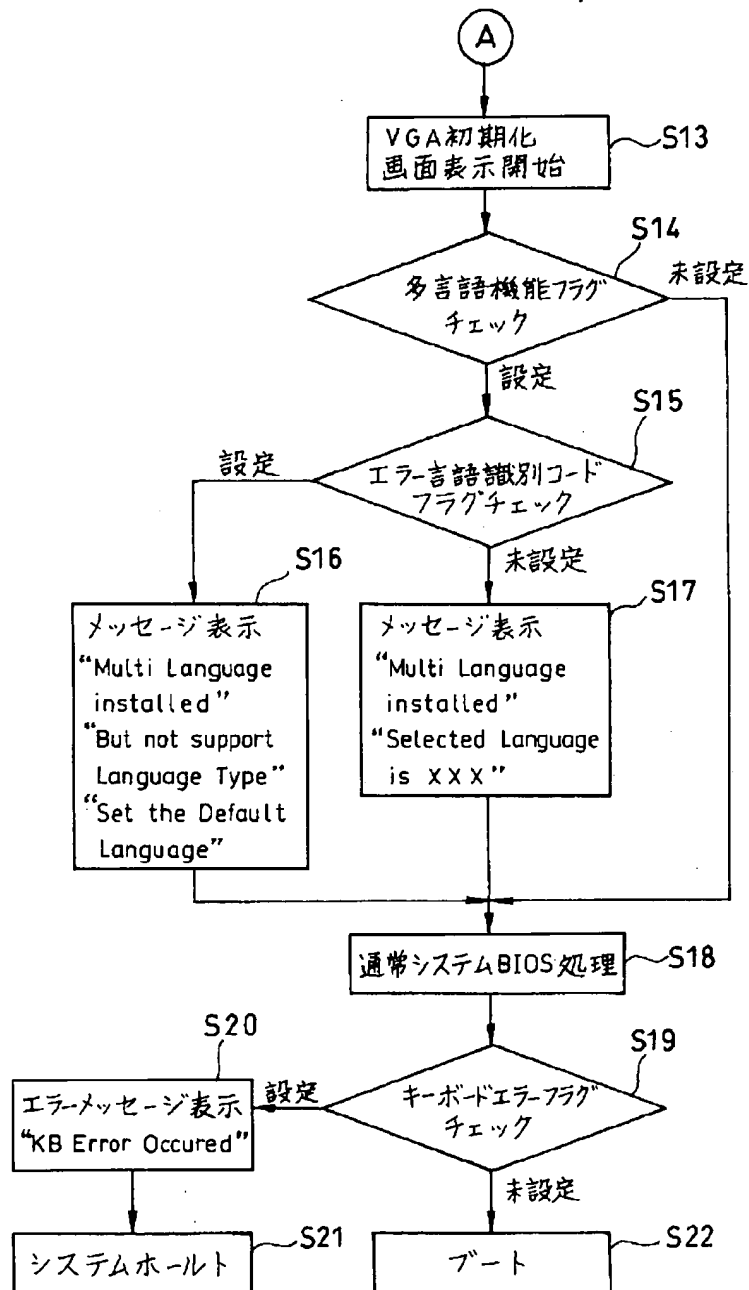 A
VGA初期化
画面表示開始
S13
S14
多言語機能フラグ
チェック
未設定
設定
S15
エラー言語識別コード
フラグチェック
設定
未設定
S16
メッセージ表示
“Multi Language
installed”
“But not support
Language Type”
“Set the Default
Language”
S17
メッセージ表示
“Multi Language
installed”
“Selected Language
is XXX”
通常システムBIOS処理
S18
S19
キーボードエラーフラグ
チェック
設定
未設定
S20
エラーメッセージ表示
“KB Error Occured”
システムホールト
S21
ブート
S22